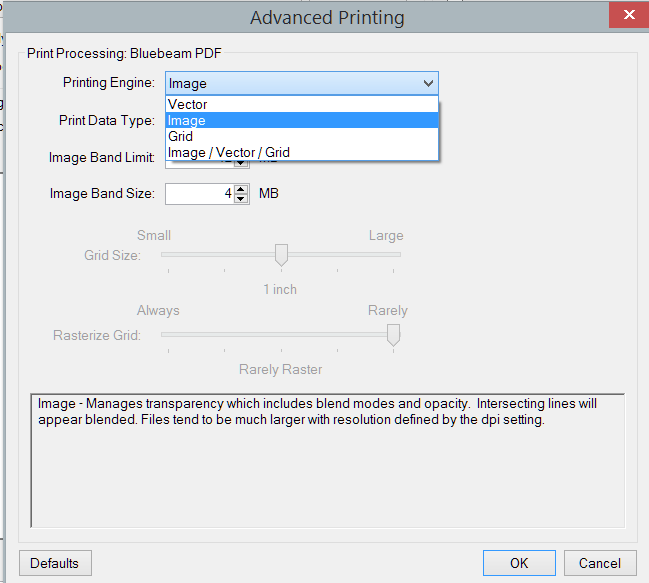 Advanced Printing
Print Processing: Bluebeam PDF
Printing Engine: Image
Vector
Print Data Type: Image
Grid
Image / Vector / Grid
Image Band Limit:
Image Band Size: 4 MB
Small Large
Grid Size:
1 inch
Always Rarely
Rasterize Grid:
Rarely Raster
Image - Manages transparency which includes blend modes and opacity.  Intersecting lines will
appear blended. Files tend to be much larger with resolution defined by the dpi setting.
Defaults OK Cancel